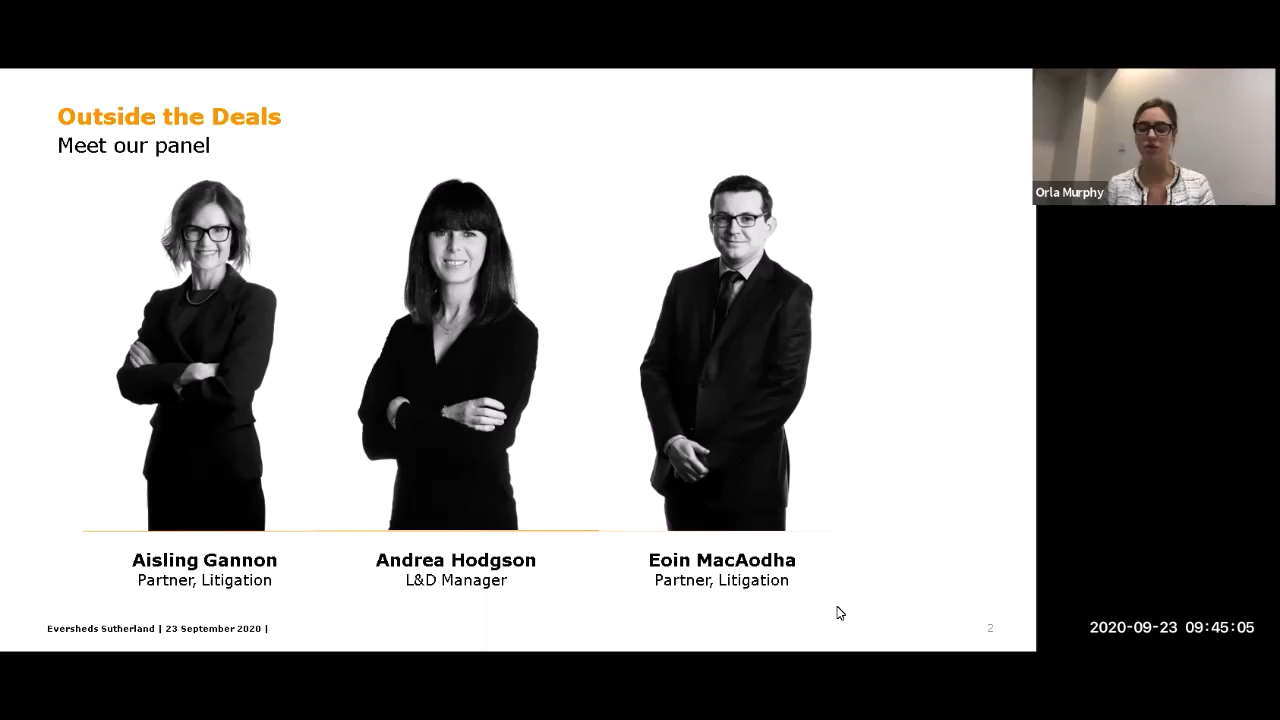 Outside the Deals
Meet our panel
Orla Murphy
Aisling Gannon
Partner, Litigation
Andrea Hodgson
L&D Manager
Eoin MacAodha
Partner, Litigation
Eversheds Sutherland | 23 September 2020 |
2
2020-09-23 09:45:05